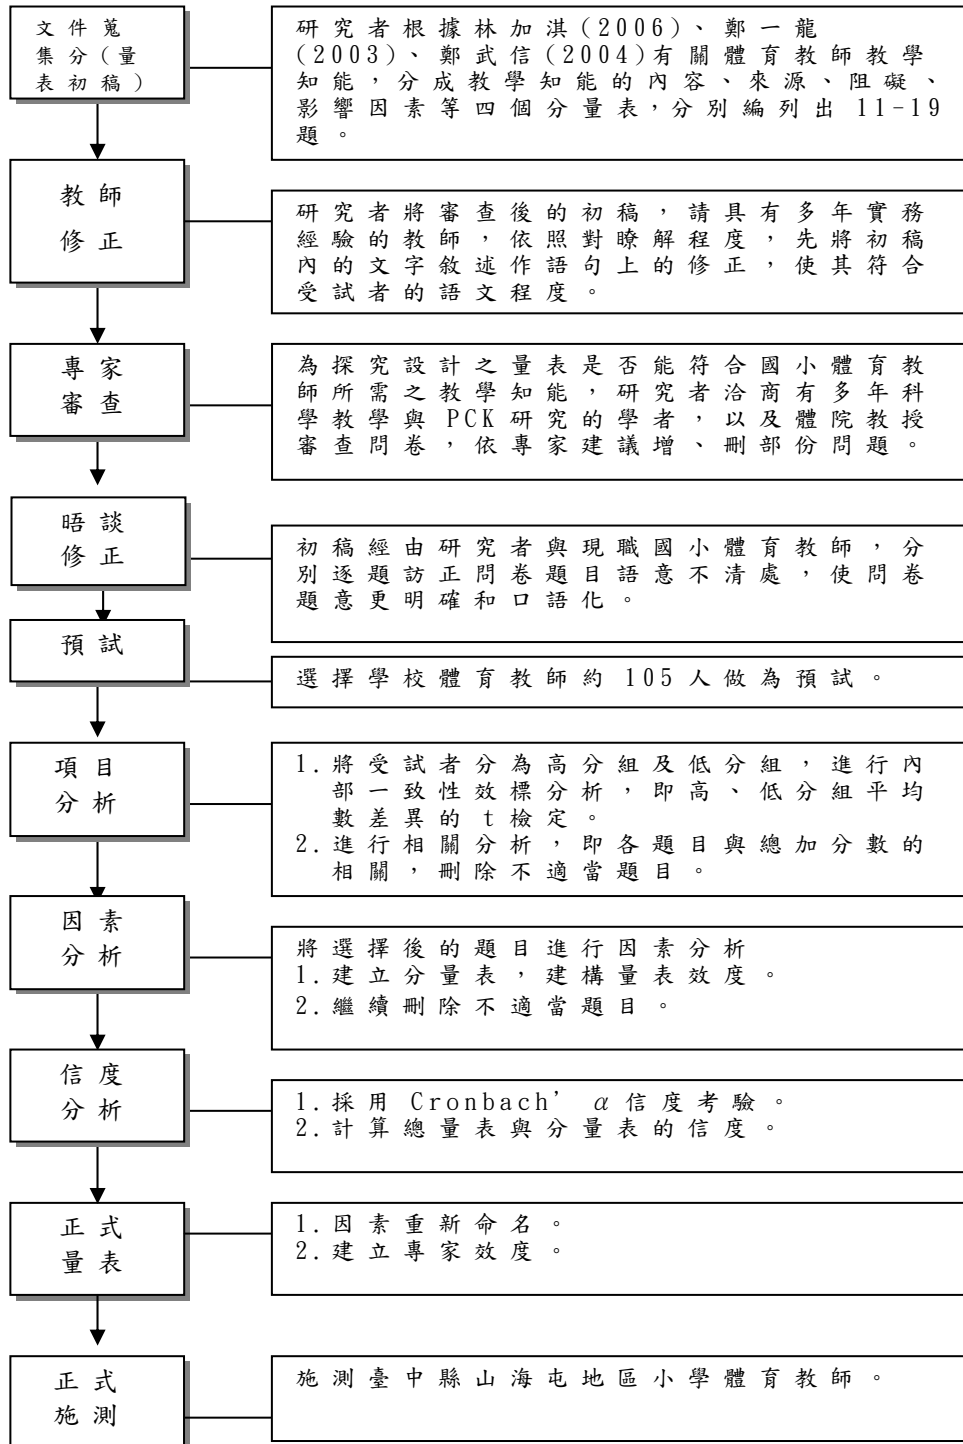 文件蒐
集分(量
表初稿)
研究者根據林加淇(2006)、鄭一龍
(2003)、鄭武信(2004)有關體育教師教學
知能，分成教學知能的內容、來源、阻礙、
影響因素等四個分量表，分別編列出 11-19
題。
教師
修正
研究者將審查後的初稿，請具有多年實務
經驗的教師，依照對瞭解程度，先將初稿
內的文字敘述作語句上的修正，使其符合
受試者的語文程度。
專家
審查
為探究設計之量表是否能符合國小體育教
師所需之教學知能，研究者洽商有多年科
學教學與 PCK 研究的學者，以及體院教授
審查問卷，依專家建議增、刪部份問題。
晤談
修正
初稿經由研究者與現職國小體育教師，分
別逐題訪正問卷題目語意不清處，使問卷
題意更明確和口語化。
預試
選擇學校體育教師約 105 人做為預試。
項目
分析
1.將受試者分為高分組及低分組，進行內
部一致性效標分析，即高、低分組平均
數差異的 t 檢定。
2.進行相關分析，即各題目與總加分數的
相關，刪除不適當題目。
因素
分析
將選擇後的題目進行因素分析
1.建立分量表，建構量表效度。
2.繼續刪除不適當題目。
信度
分析
1.採用 Cronbach’ α信度考驗。
2.計算總量表與分量表的信度。
正式
量表
1.因素重新命名。
2.建立專家效度。
正式
施測
施測臺中縣山海屯地區小學體育教師。